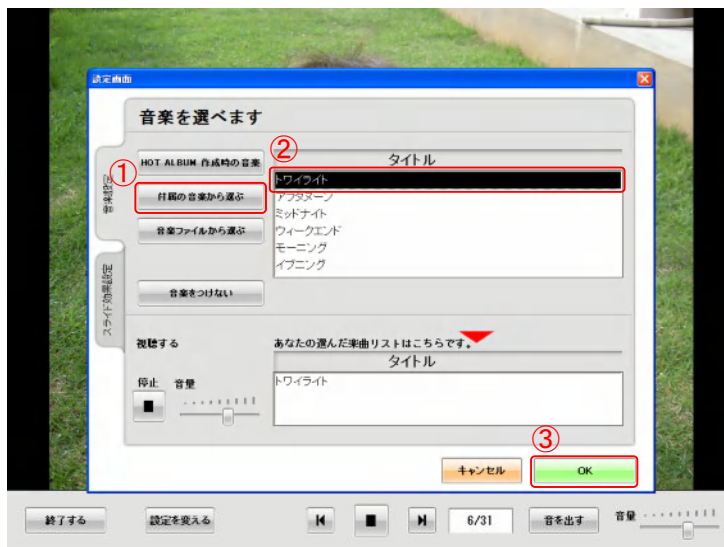 設定画面
音楽を選べます
①
②
HOT ALBUM 作成時の音楽
付属の音楽から選ぶ
音楽ファイルから選ぶ
音楽をつけない
タイトル
トワイライト
アフタヌーン
ミッドナイト
ウィークエンド
モーニング
イブニング
音楽設定
スライド効果設定
視聴する
停止 音量
あなたの選んだ楽曲リストはこちらです。
タイトル
トワイライト
③
キャンセル
OK
終了する
設定を変える
6/31
音を出す
音量